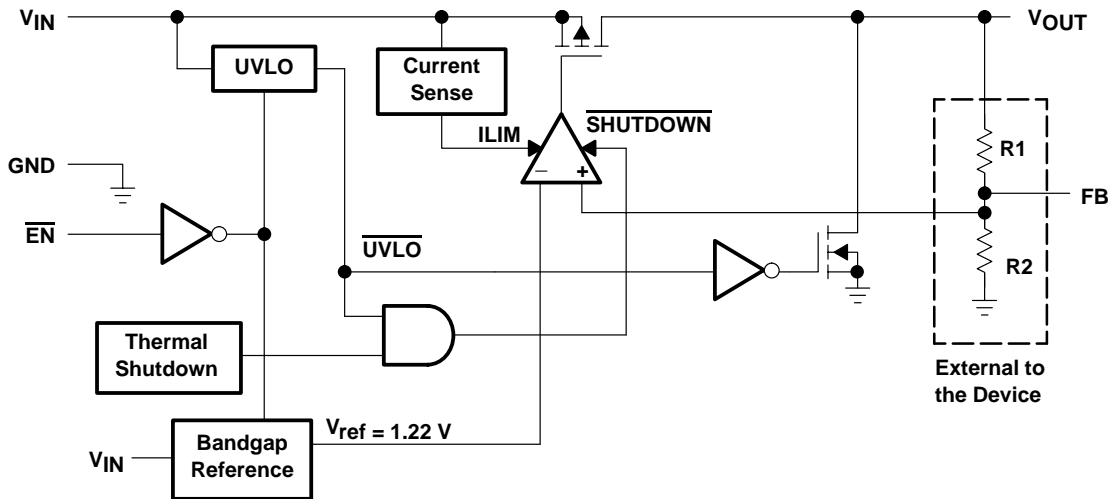 VIN
VOUT
UVLO
Current
Sense
SHUTDOWN
ILIM
R1
GND
− +
FB
EN
UVLO
R2
Thermal
Shutdown
External to
the Device
Vref = 1.22 V
Bandgap
Reference
VIN